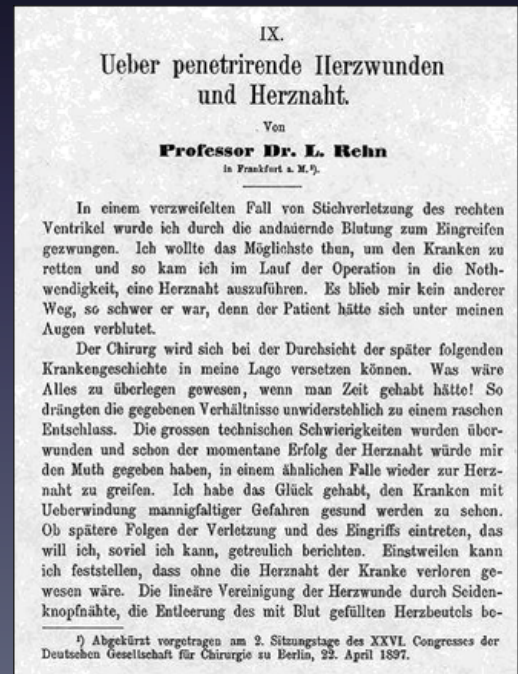 IX.
Ueber penetrirende Herzwunden
und Herznaht.
Von
Professor Dr. L. Rehn
in Frankfurt a. M.¹).
In einem verzweifelten Fall von Stichverletzung des rechten
Ventrikel wurde ich durch die andauernde Blutung zum Eingreifen
gezwungen. Ich wollte das Möglichste thun, um den Kranken zu
retten und so kam ich im Lauf der Operation in die Noth-
wendigkeit, eine Herznaht auszuführen. Es blieb mir kein anderer
Weg, so schwer er war, denn der Patient hätte sich unter meinen
Augen verblutet.
Der Chirurg wird sich bei der Durchsicht der später folgenden
Krankengeschichte in meine Lage versetzen können. Was wäre
Alles zu überlegen gewesen, wenn man Zeit gehabt hätte! So
drängten die gegebenen Verhältnisse unwiderstehlich zu einem raschen
Entschluss. Die grossen technischen Schwierigkeiten wurden über-
wunden und schon der momentane Erfolg der Herznaht würde mir
den Muth gegeben haben, in einem ähnlichen Falle wieder zur Herz-
naht zu greifen. Ich habe das Glück gehabt, den Kranken mit
Ueberwindung mannigfaltiger Gefahren gesund werden zu sehen.
Ob spätere Folgen der Verletzung und des Eingriffs eintreten, das
will ich, soviel ich kann, getreulich berichten. Einstweilen kann
ich feststellen, dass ohne die Herznaht der Kranke verloren ge-
wesen wäre. Die lineäre Vereinigung der Herzwunde durch Seiden-
knopfnähte, die Entleerung des mit Blut gefüllten Herzbeutels be-
¹) Abgekürzt vorgetragen am 2. Sitzungstage des XXVI. Congresses der
Deutschen Gesellschaft für Chirurgie zu Berlin, 22. April 1897.